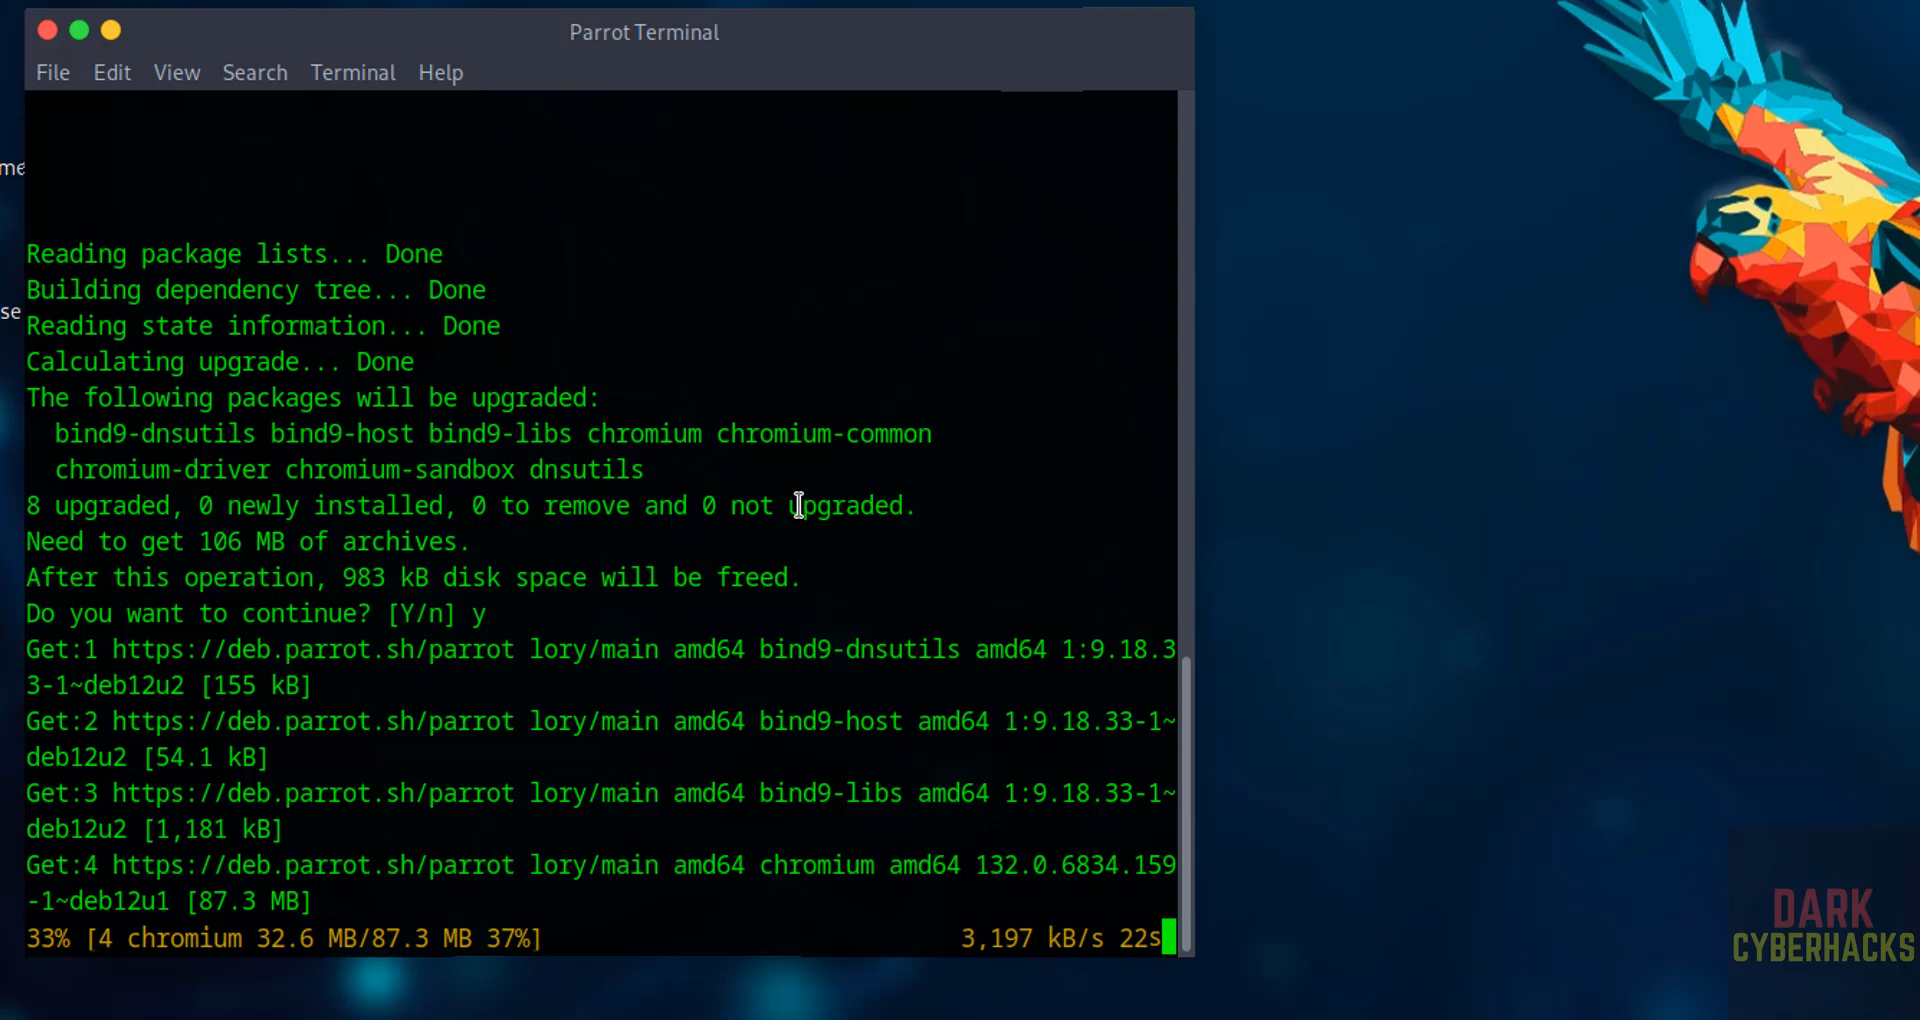 Parrot Terminal
File Edit View Search Terminal Help
me
se
Reading package lists... Done
Building dependency tree... Done
Reading state information... Done
Calculating upgrade... Done
The following packages will be upgraded:
bind9-dnsutils bind9-host bind9-libs chromium chromium-common
chromium-driver chromium-sandbox dnsutils
8 upgraded, 0 newly installed, 0 to remove and 0 not upgraded.
Need to get 106 MB of archives.
After this operation, 983 kB disk space will be freed.
Do you want to continue? [Y/n] y
Get:1 https://deb.parrot.sh/parrot lory/main amd64 bind9-dnsutils amd64 1:9.18.3
3-1~deb12u2 [155 kB]
Get:2 https://deb.parrot.sh/parrot lory/main amd64 bind9-host amd64 1:9.18.33-1~
deb12u2 [54.1 kB]
Get:3 https://deb.parrot.sh/parrot lory/main amd64 bind9-libs amd64 1:9.18.33-1~
deb12u2 [1,181 kB]
Get:4 https://deb.parrot.sh/parrot lory/main amd64 chromium amd64 132.0.6834.159
-1~deb12u1 [87.3 MB]
33% [4 chromium 32.6 MB/87.3 MB 37%] 3,197 kB/s 22s
DARK
CYBERHACKS